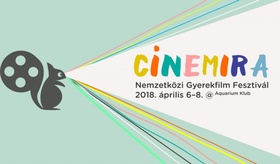 CINEMIRA
Nemzetközi Gyerekfilm Fesztivál
2018. április 6–8. @ Aquarium Klub